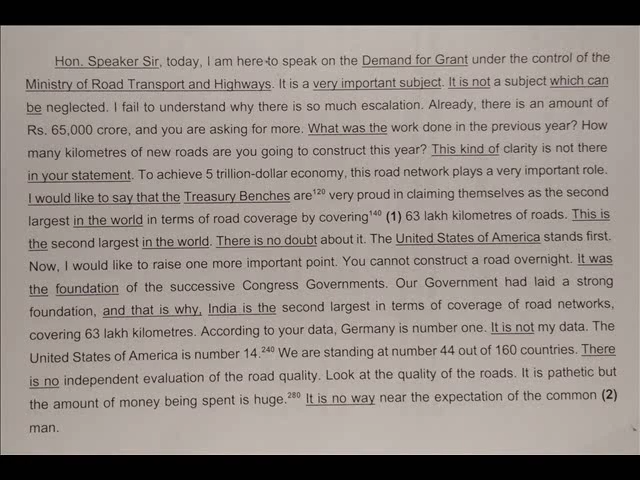 Hon. Speaker Sir, today, I am here to speak on the Demand for Grant under the control of the
Ministry of Road Transport and Highways. It is a very important subject. It is not a subject which can
be neglected. I fail to understand why there is so much escalation. Already, there is an amount of
Rs. 65,000 crore, and you are asking for more. What was the work done in the previous year? How
many kilometres of new roads are you going to construct this year? This kind of clarity is not there
in your statement. To achieve 5 trillion-dollar economy, this road network plays a very important role.
I would like to say that the Treasury Benches are¹²⁰ very proud in claiming themselves as the second
largest in the world in terms of road coverage by covering¹⁴⁰ (1) 63 lakh kilometres of roads. This is
the second largest in the world. There is no doubt about it. The United States of America stands first.
Now, I would like to raise one more important point. You cannot construct a road overnight. It was
the foundation of the successive Congress Governments. Our Government had laid a strong
foundation, and that is why, India is the second largest in terms of coverage of road networks,
covering 63 lakh kilometres. According to your data, Germany is number one. It is not my data. The
United States of America is number 14.²⁴⁰ We are standing at number 44 out of 160 countries. There
is no independent evaluation of the road quality. Look at the quality of the roads. It is pathetic but
the amount of money being spent is huge.²⁸⁰ It is no way near the expectation of the common (2)
man.